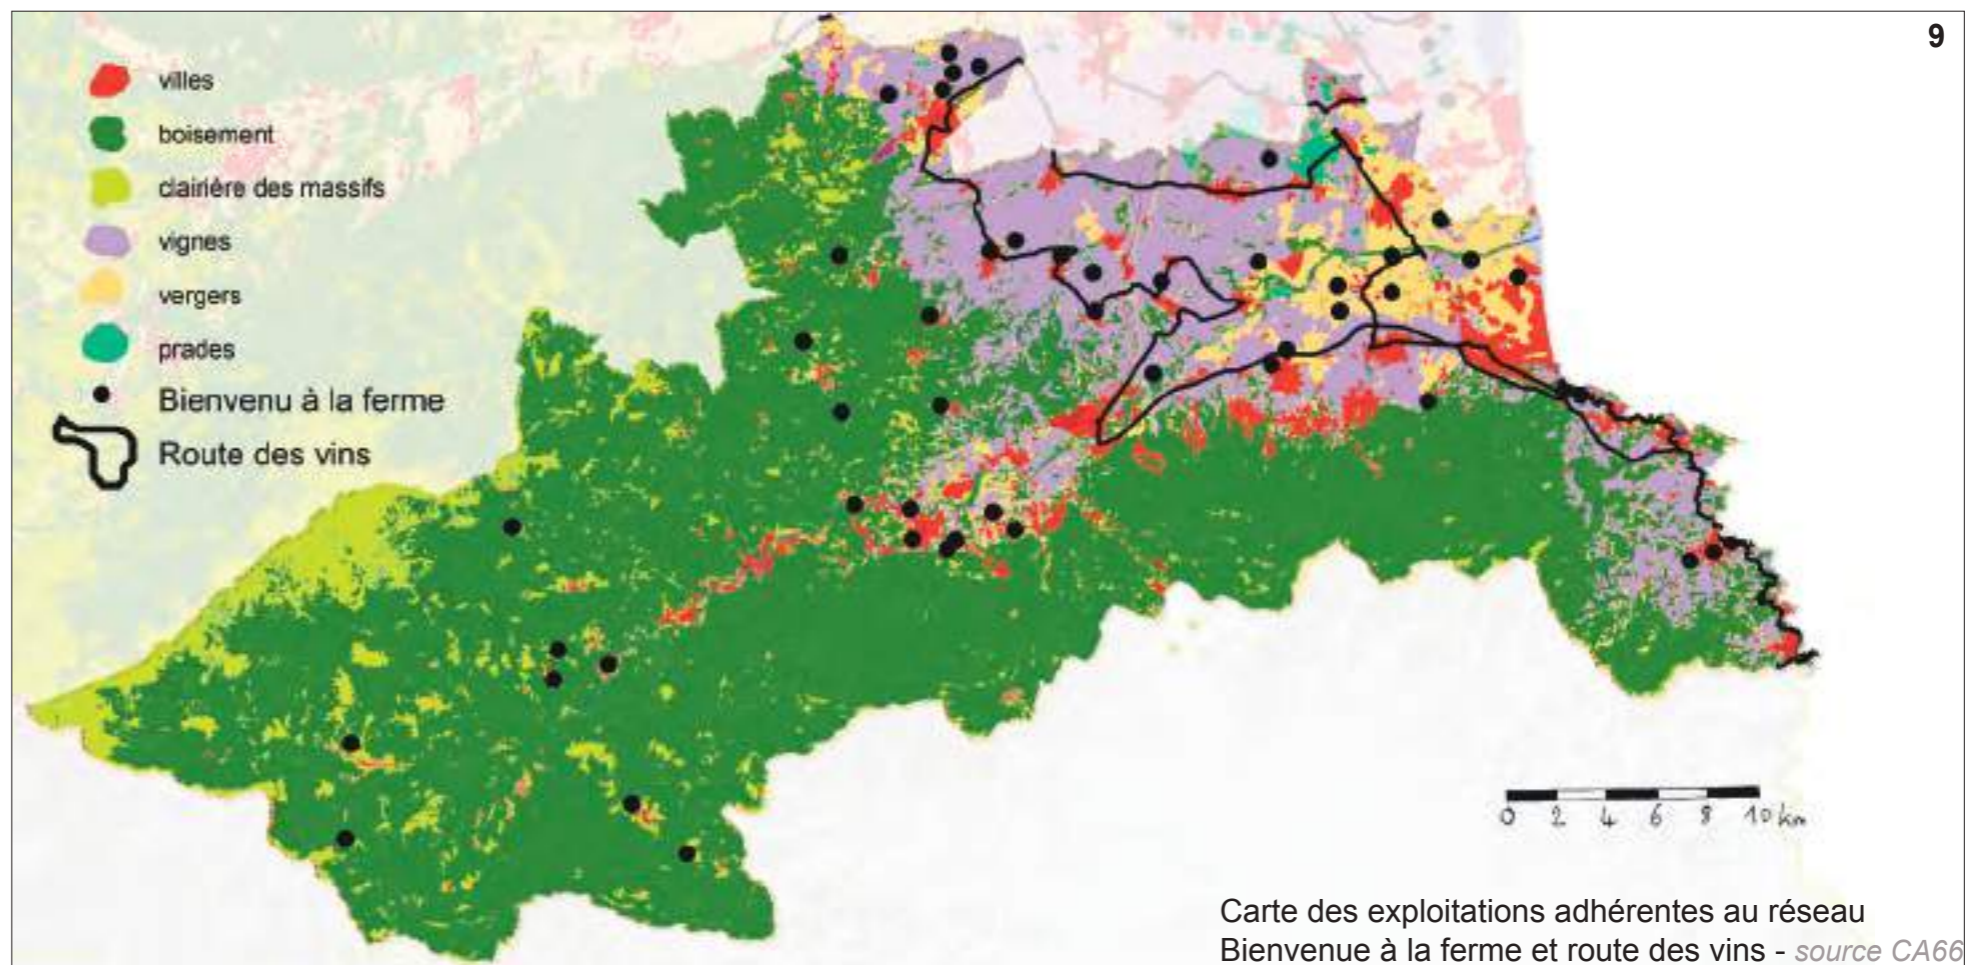 9
villes
boisement
clairière des massifs
vignes
vergers
prades
Bienvenu à la ferme
Route des vins
0 2 4 6 8 10 km
Carte des exploitations adhérentes au réseau
Bienvenue à la ferme et route des vins - source CA66